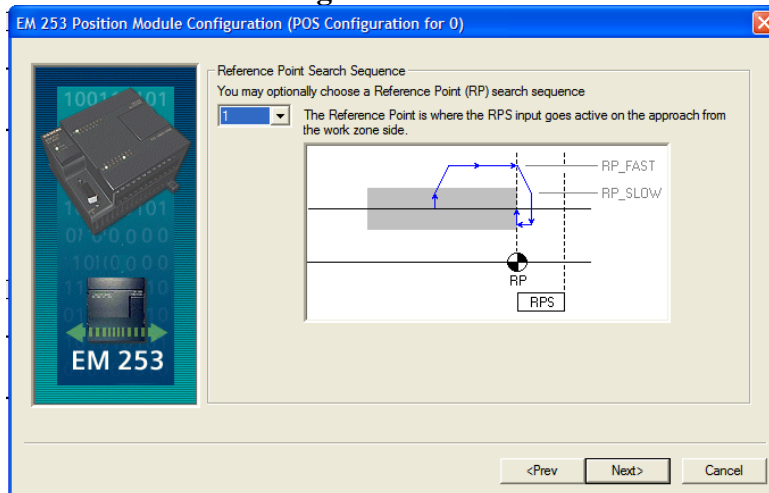 EM 253 Position Module Configuration (POS Configuration for 0)
Reference Point Search Sequence
You may optionally choose a Reference Point (RP) search sequence
1
The Reference Point is where the RPS input goes active on the approach from
the work zone side.
RP_FAST
RP_SLOW
RP
RPS
EM 253
<Prev
Next>
Cancel